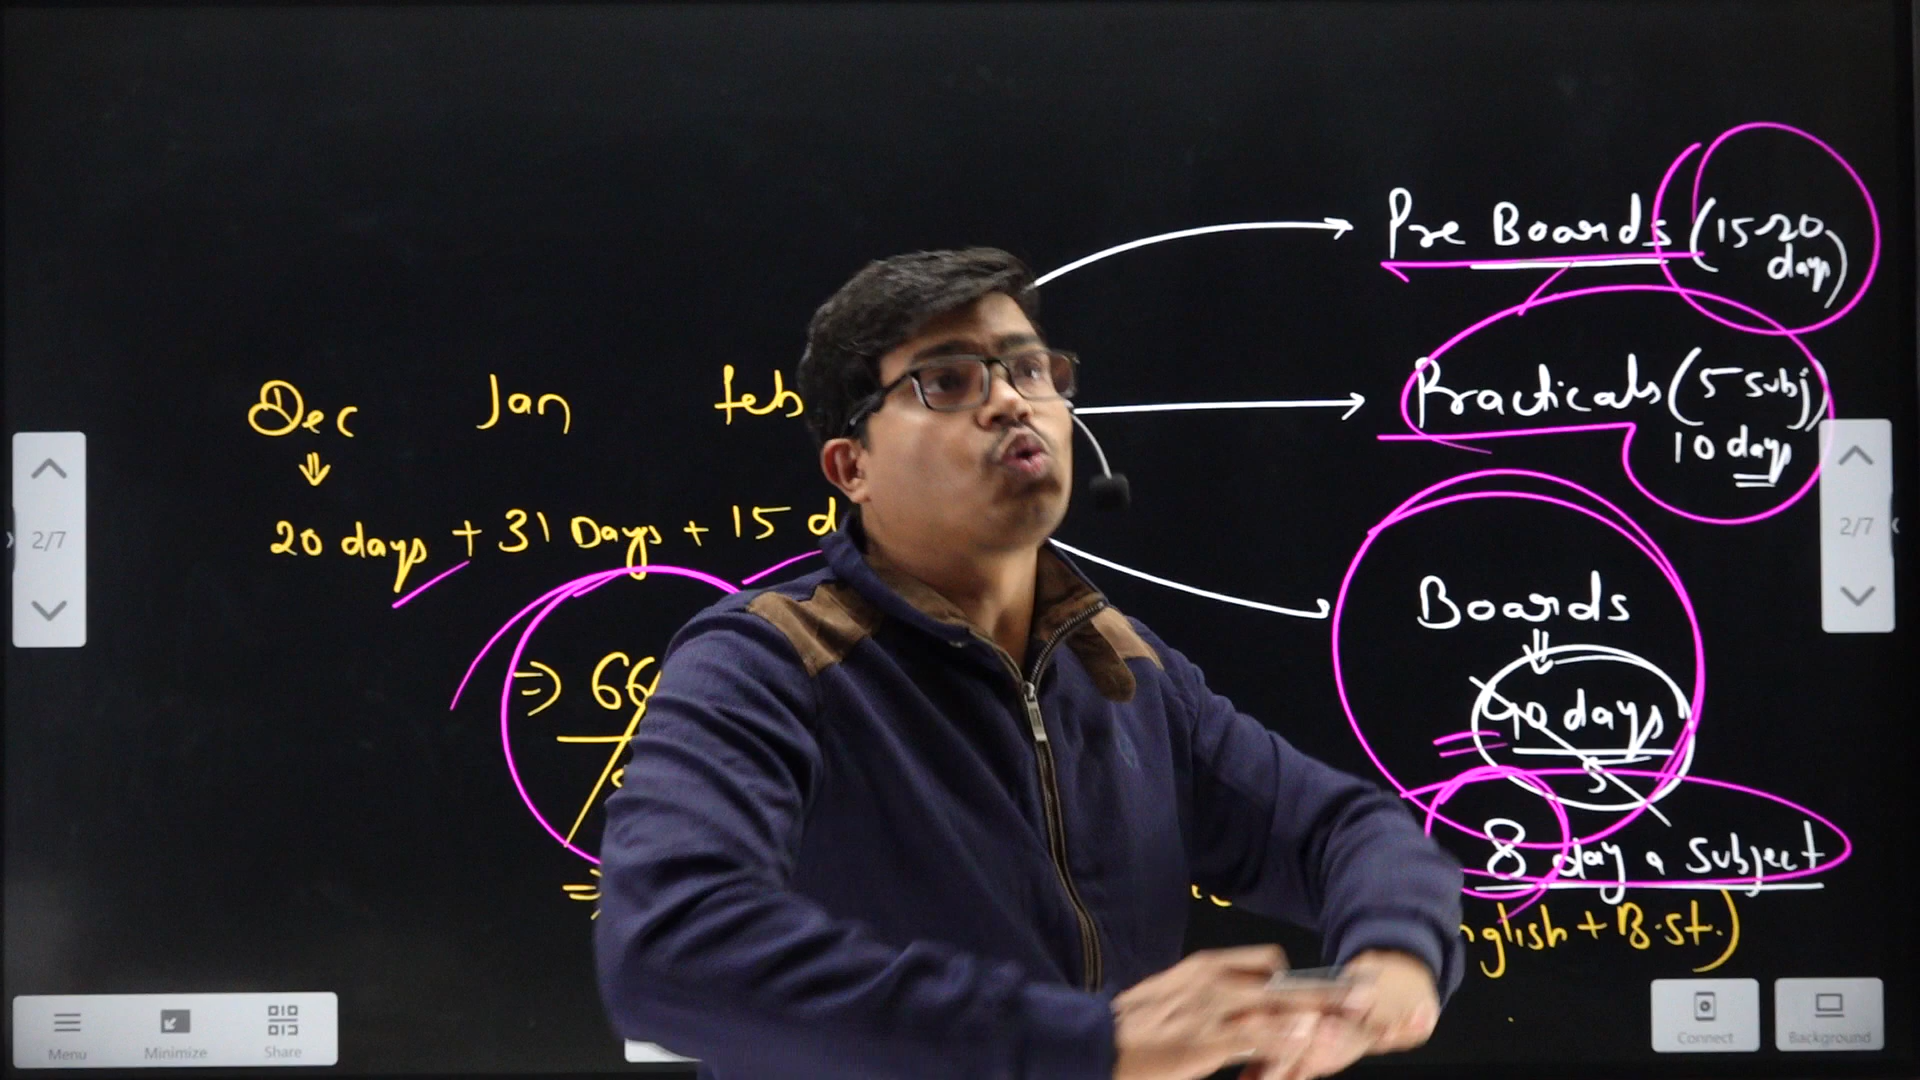 Pre Boards (15-20
days)
Practicals (5 subj)
10 days
Dec Jan feb
20 days + 31 Days + 15 d
Boards
⇒ 66
40 days
5
8 day a subject
nglish + B.st.)
2/7
2/7
Menu Minimize Share
Connect Background